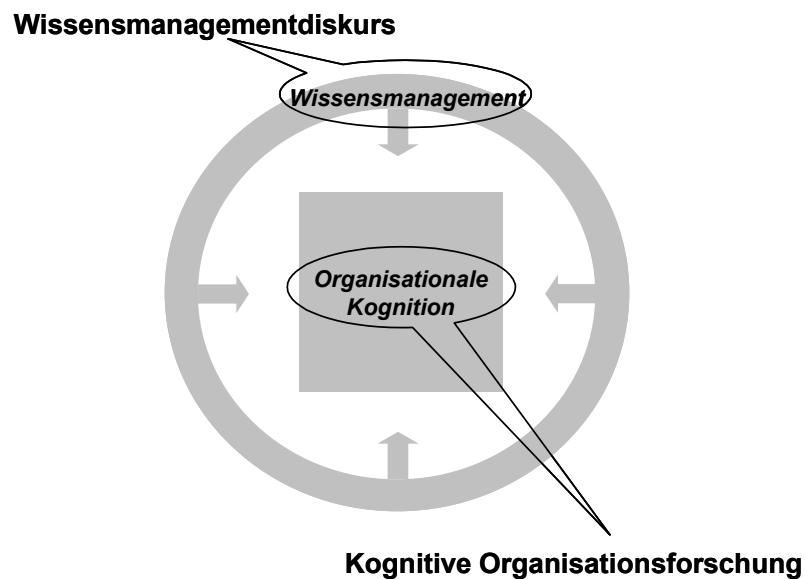 Wissensmanagementdiskurs
Wissensmanagement
Organisationale
Kognition
Kognitive Organisationsforschung